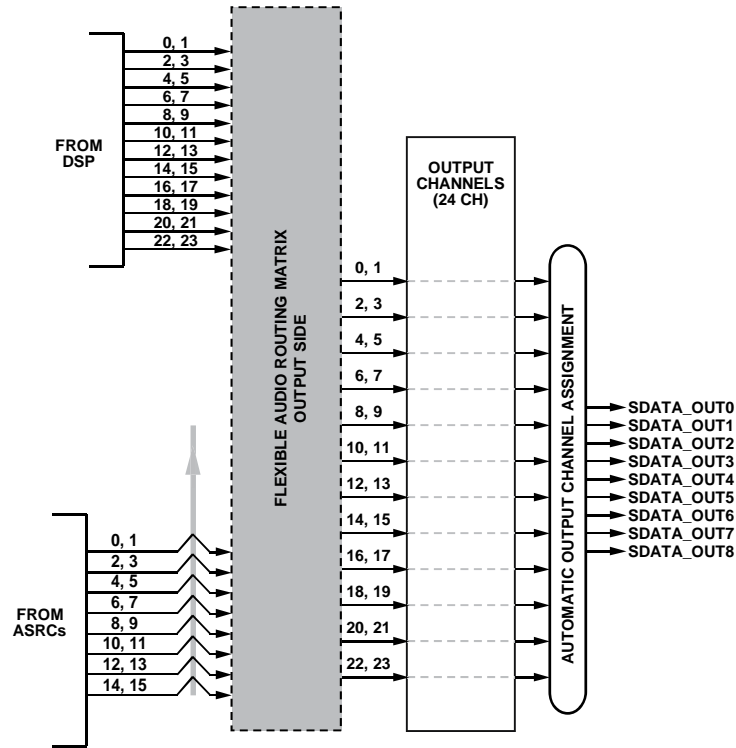 FROM
DSP
0, 1
2, 3
4, 5
6, 7
8, 9
10, 11
12, 13
14, 15
16, 17
18, 19
20, 21
22, 23
FROM
ASRCs
0, 1
2, 3
4, 5
6, 7
8, 9
10, 11
12, 13
14, 15
FLEXIBLE AUDIO ROUTING MATRIX
OUTPUT SIDE
0, 1
2, 3
4, 5
6, 7
8, 9
10, 11
12, 13
14, 15
16, 17
18, 19
20, 21
22, 23
OUTPUT
CHANNELS
(24 CH)
AUTOMATIC OUTPUT CHANNEL ASSIGNMENT
SDATA_OUT0
SDATA_OUT1
SDATA_OUT2
SDATA_OUT3
SDATA_OUT4
SDATA_OUT5
SDATA_OUT6
SDATA_OUT7
SDATA_OUT8